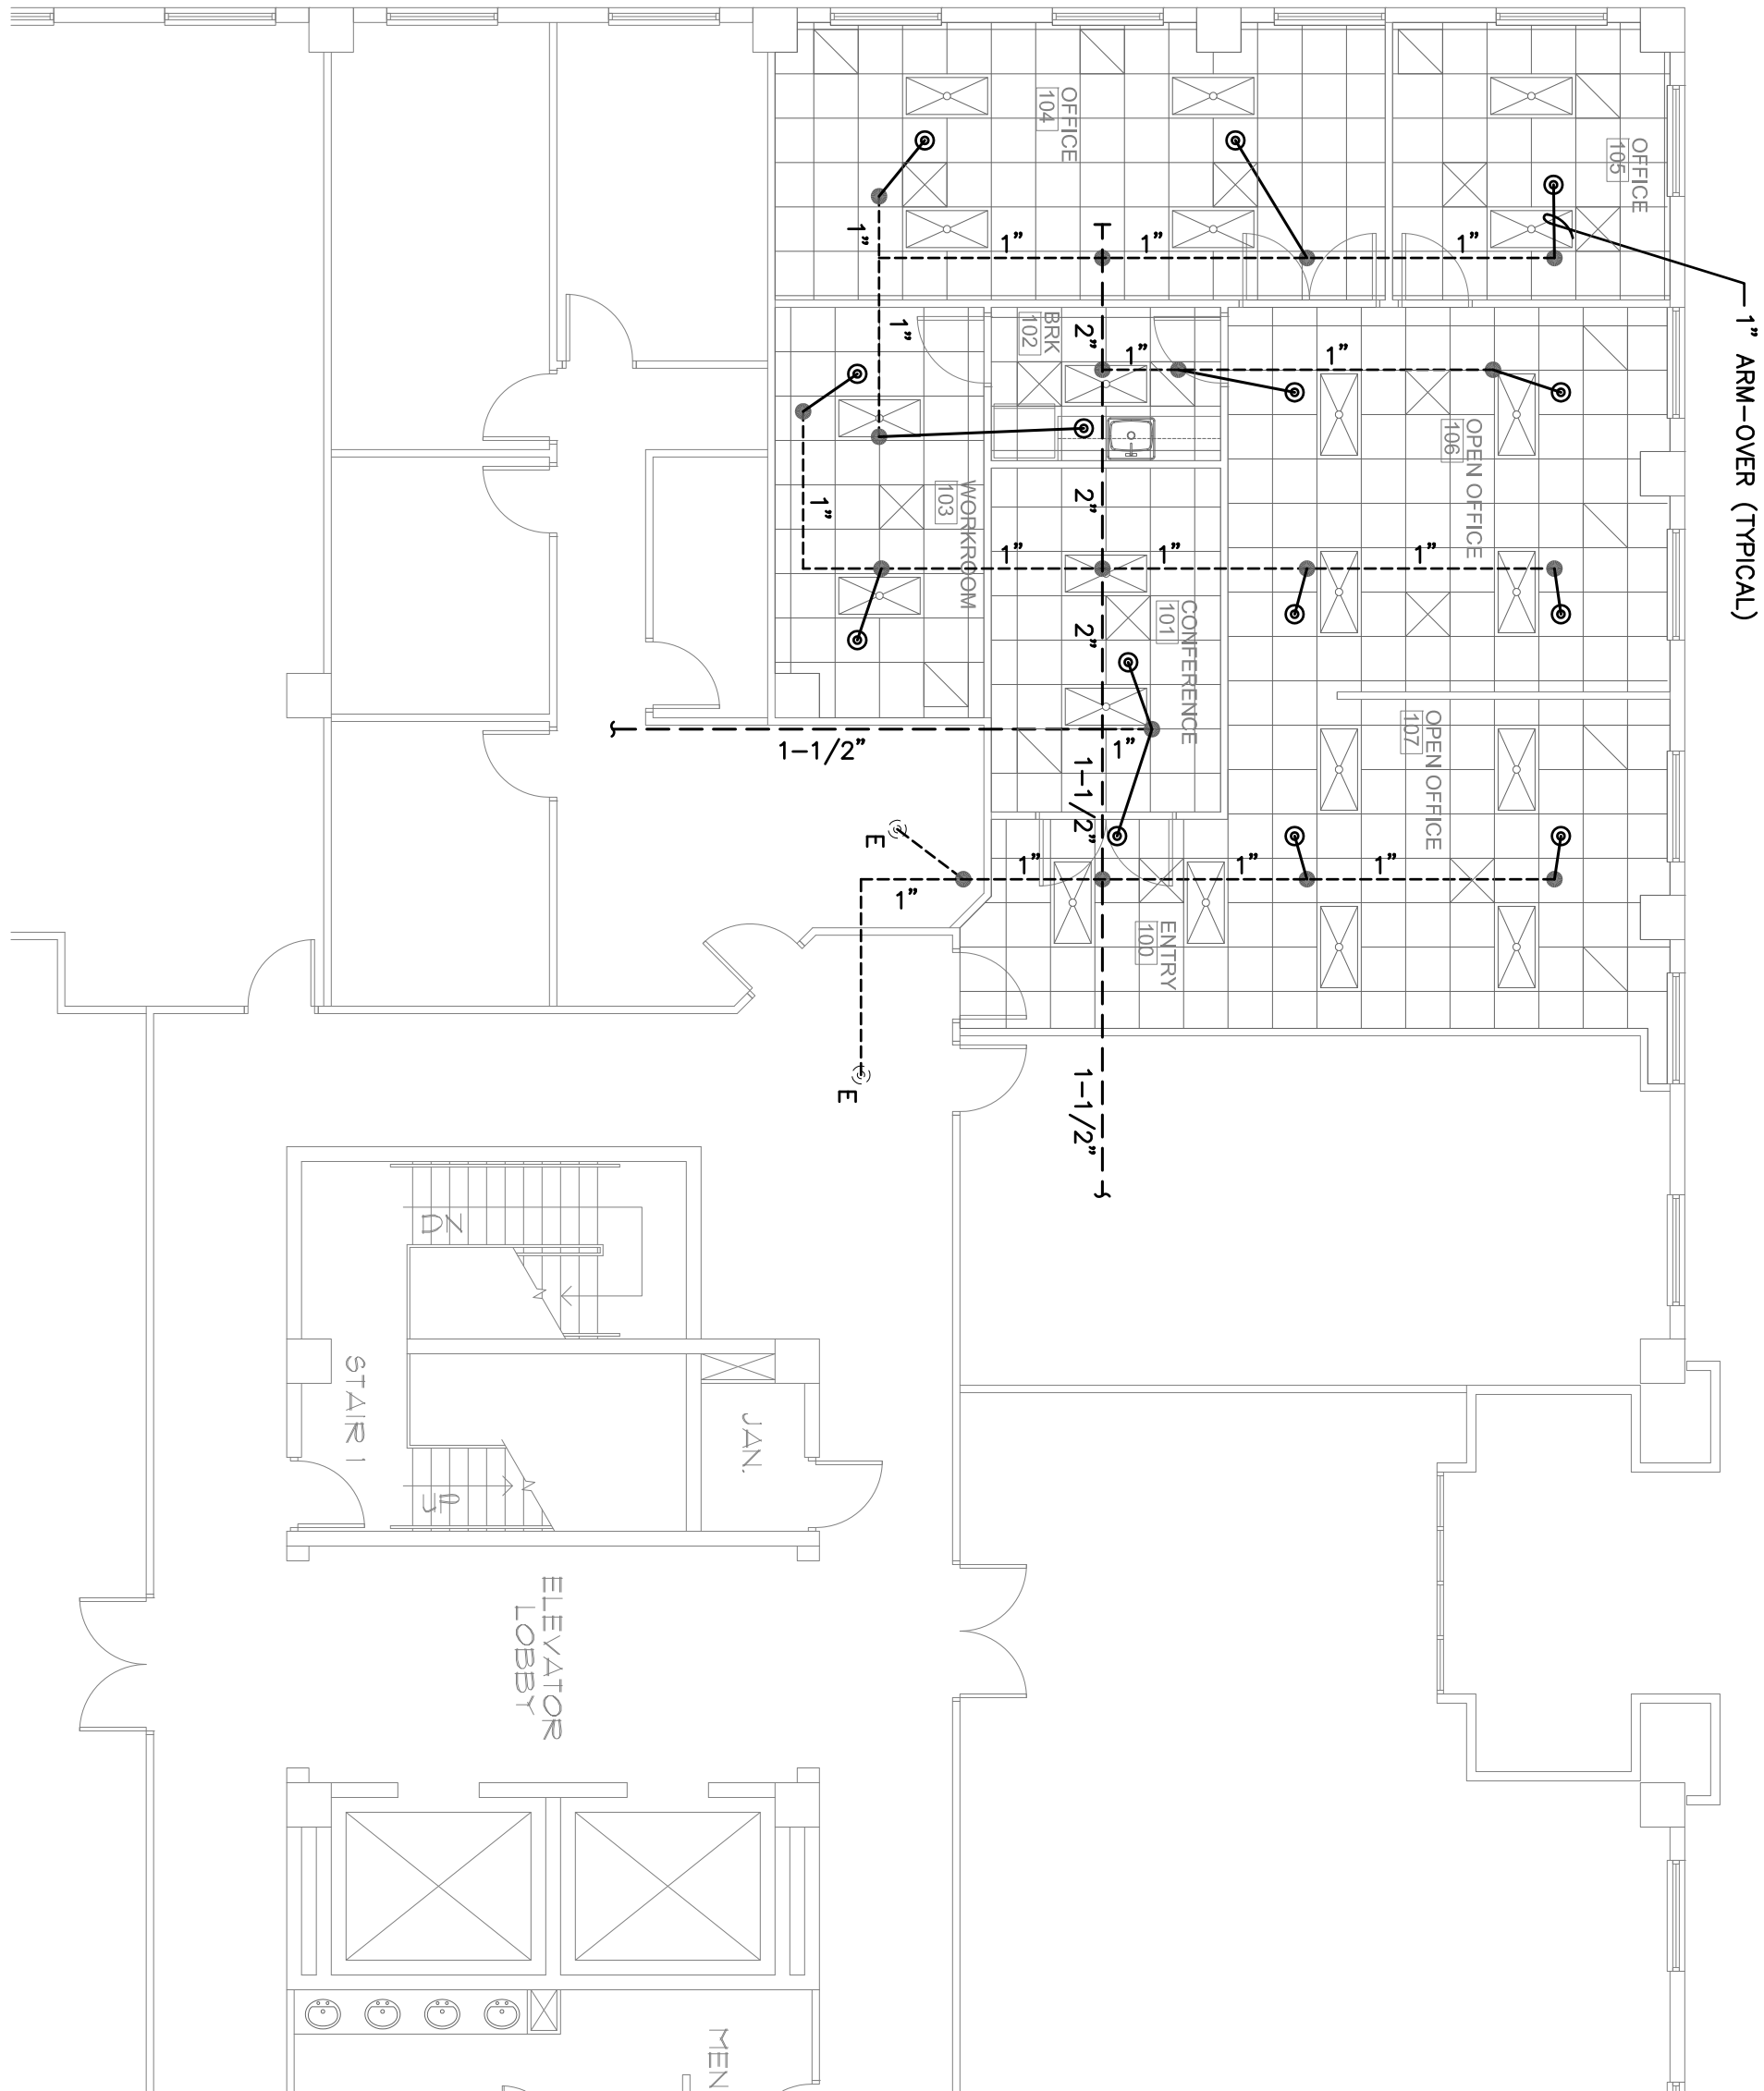 1” ARM-OVER (TYPICAL)
OFFICE
105
OFFICE
104
1”
1”
1”
1”
BRK
102
2”
1”
1”
1”
OPEN OFFICE
106
2”
WORKROOM
103
1”
1”
1”
1”
CONFERENCE
101
2”
OPEN OFFICE
107
1-1/2”
1”
1-1/2”
1”
1”
1”
E
1”
ENTRY
100
E
1-1/2”
DN
STAIR 1
UP
JAN.
ELEVATOR
LOBBY
MEN